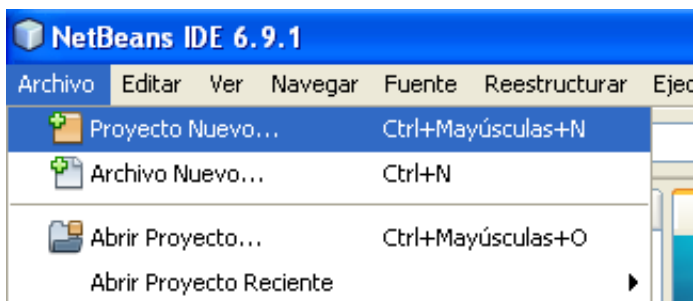 NetBeans IDE 6.9.1
Archivo Editar Ver Navegar Fuente Reestructurar Ejec
Proyecto Nuevo... Ctrl+Mayúsculas+N
Archivo Nuevo... Ctrl+N
Abrir Proyecto... Ctrl+Mayúsculas+O
Abrir Proyecto Reciente